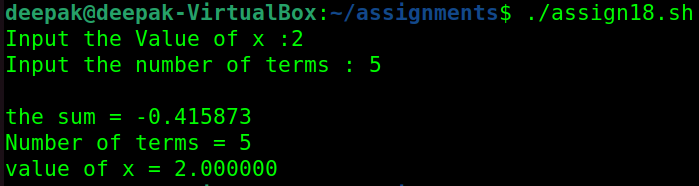 deepak@deepak-VirtualBox:~/assignments$ ./assign18.sh
Input the Value of x :2
Input the number of terms : 5
the sum = -0.415873
Number of terms = 5
value of x = 2.000000